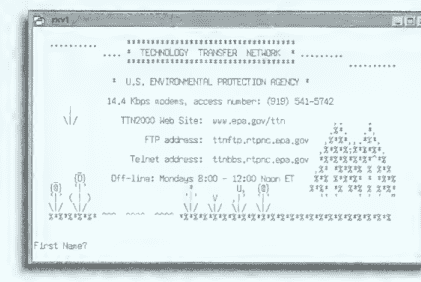 rxvt
* TECHNOLOGY TRANSFER NETWORK *
* U.S. ENVIRONMENTAL PROTECTION AGENCY *
14.4 Kbps modems, access number: (919) 541-5742
TTN2000 Web Site: www.epa.gov/ttn
FTP address: ttnftp.rtpnc.epa.gov
Telnet address: ttnbbs.rtpnc.epa.gov
Off-line: Mondays 8:00 - 12:00 Noon ET
First Name?